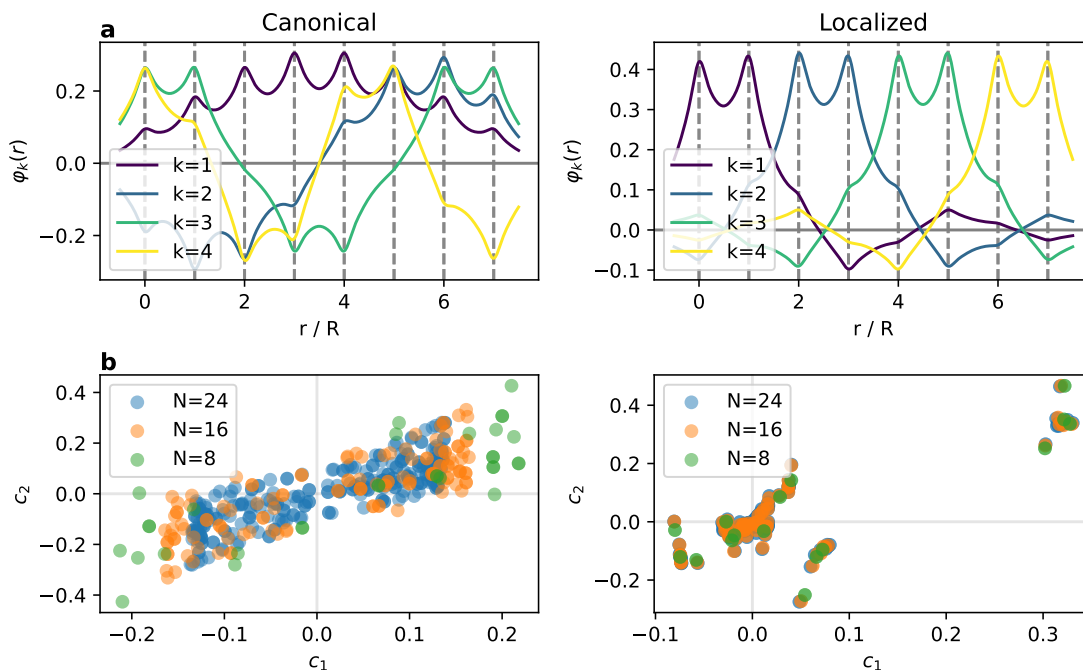 a
Canonical
Localized
0.2
0.0
−0.2
φk(r)
k=1
k=2
k=3
k=4
0
2
4
6
r / R
0.4
0.3
0.2
0.1
0.0
−0.1
φk(r)
k=1
k=2
k=3
k=4
0
2
4
6
r / R
b
0.4
0.2
0.0
−0.2
−0.4
c2
N=24
N=16
N=8
−0.2
−0.1
0.0
0.1
0.2
c1
0.4
0.2
0.0
−0.2
c2
N=24
N=16
N=8
−0.1
0.0
0.1
0.2
0.3
c1